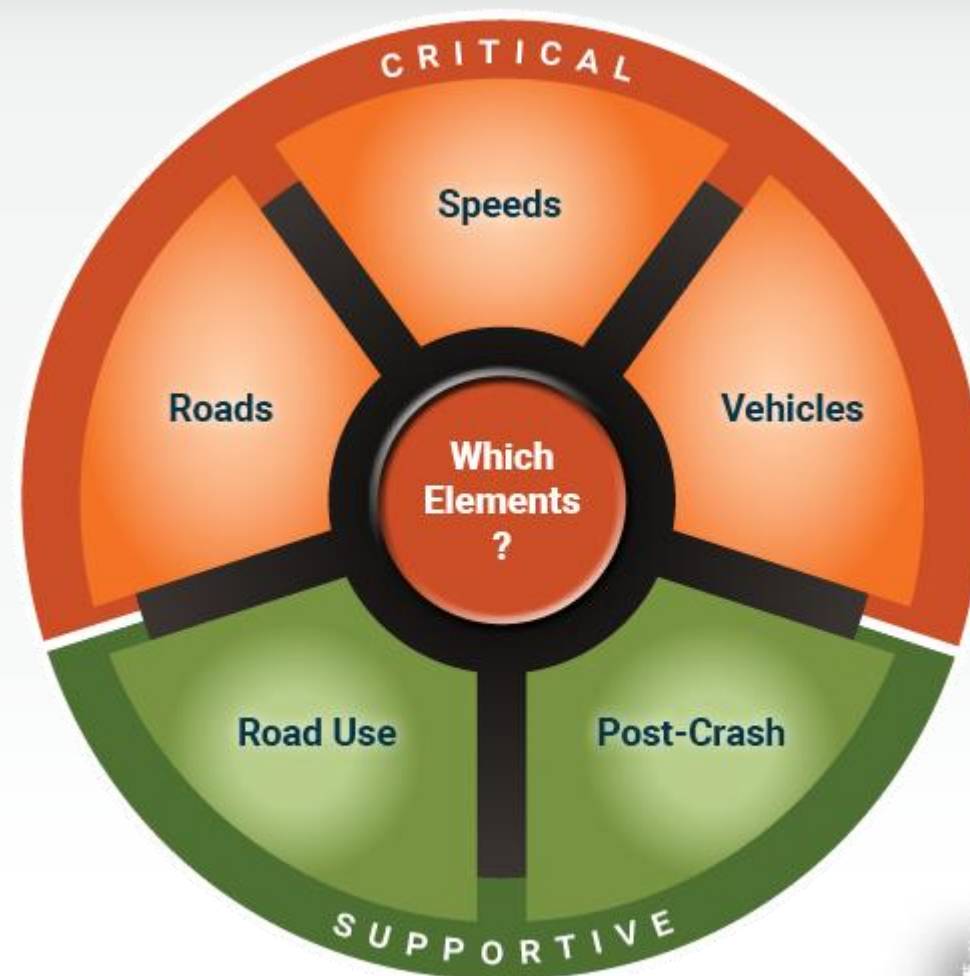 CRITICAL
Speeds
Roads
Vehicles
Which
Elements
?
Road Use
Post-Crash
SUPPORTIVE